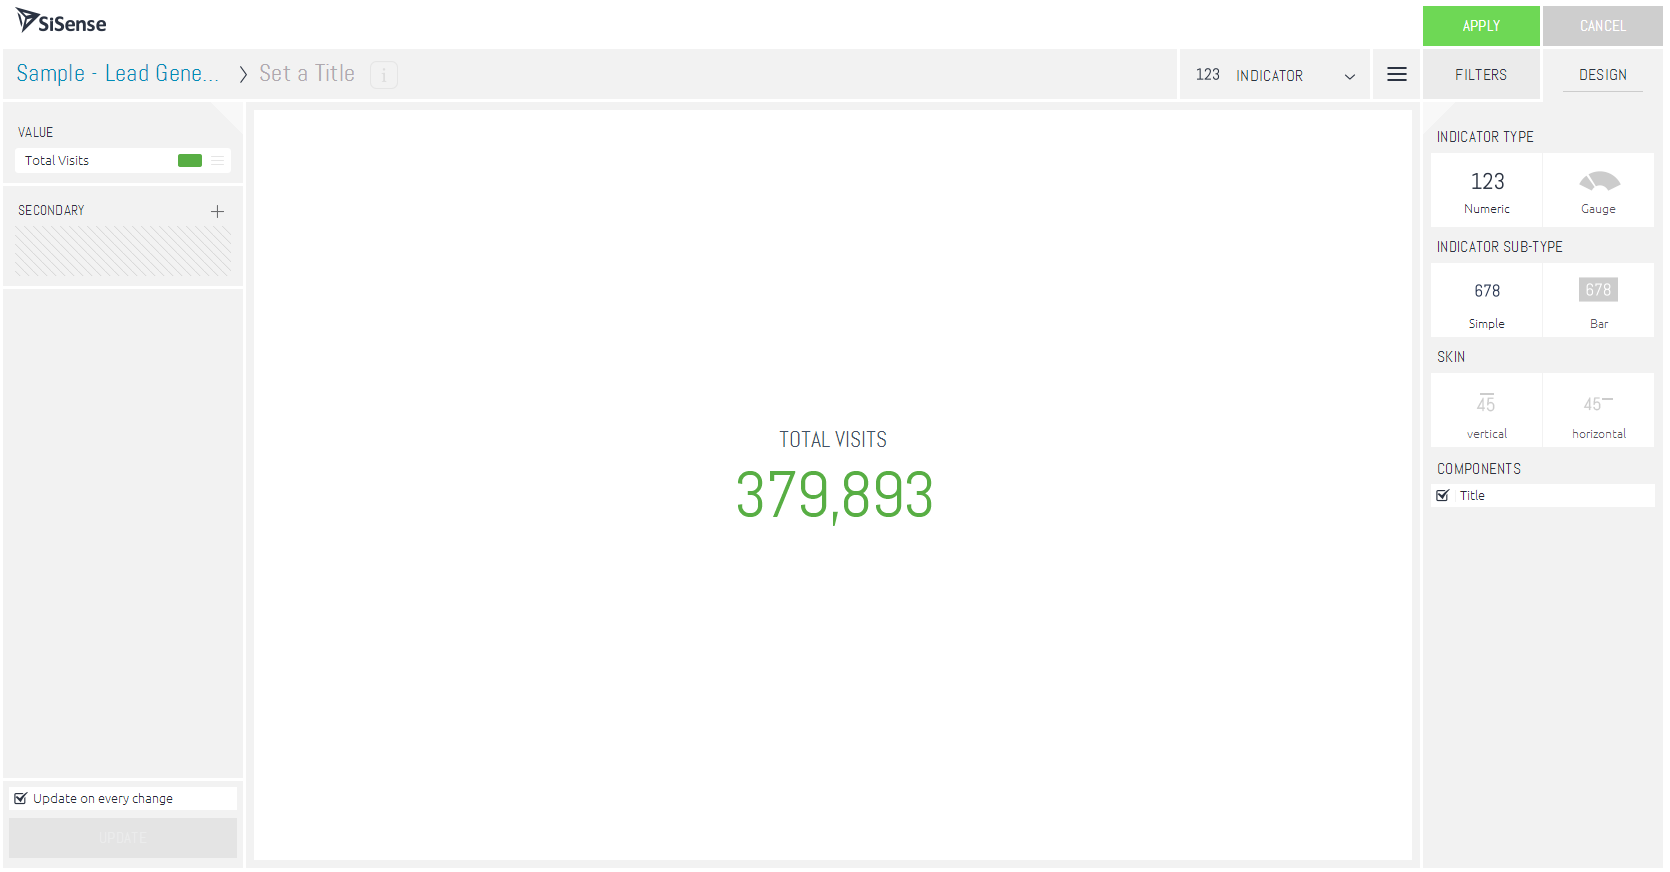 SiSense
APPLY
CANCEL
Sample - Lead Gene...
Set a Title
i
123 INDICATOR
FILTERS
DESIGN
VALUE
Total Visits
SECONDARY
TOTAL VISITS
379,893
INDICATOR TYPE
123
Numeric
Gauge
INDICATOR SUB-TYPE
678
Simple
678
Bar
SKIN
45
vertical
45
horizontal
COMPONENTS
Title
Update on every change
UPDATE